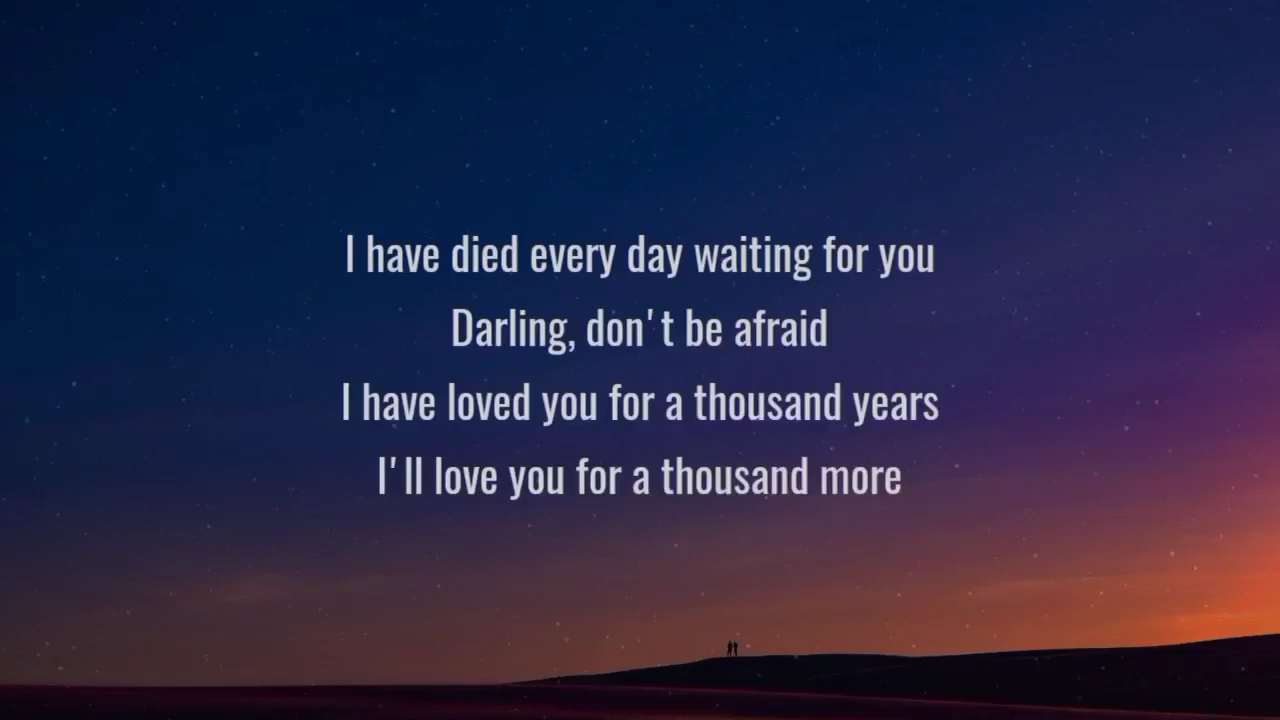 I have died every day waiting for you
Darling, don't be afraid
I have loved you for a thousand years
I'll love you for a thousand more